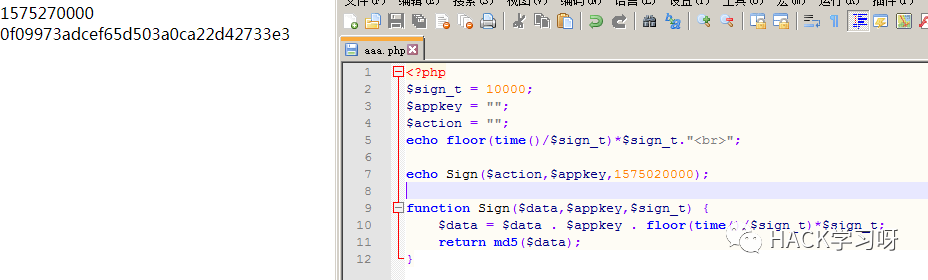 1575270000
0f09973adcef65d503a0ca22d42733e3
aaa.php
1 <?php
2 $sign_t = 10000;
3 $appkey = "";
4 $action = "";
5 echo floor(time()/$sign_t)*$sign_t."<br>";
6
7 echo Sign($action,$appkey,1575020000);
8
9 function Sign($data,$appkey,$sign_t) {
10 $data = $data . $appkey . floor(time()/$sign_t)*$sign_t;
11 return md5($data);
12 }
HACK学习呀